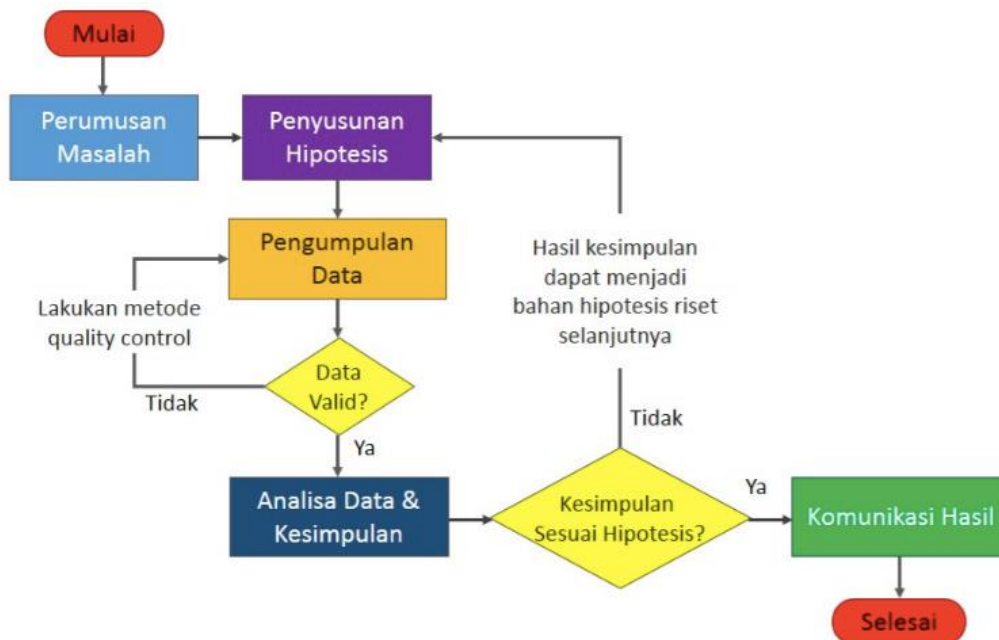 Mulai
Perumusan
Masalah
Penyusunan
Hipotesis
Pengumpulan
Data
Lakukan metode
quality control
Hasil kesimpulan
dapat menjadi
bahan hipotesis riset
selanjutnya
Data
Valid?
Tidak
Ya
Tidak
Analisa Data &
Kesimpulan
Kesimpulan
Sesuai Hipotesis?
Ya
Komunikasi Hasil
Selesai